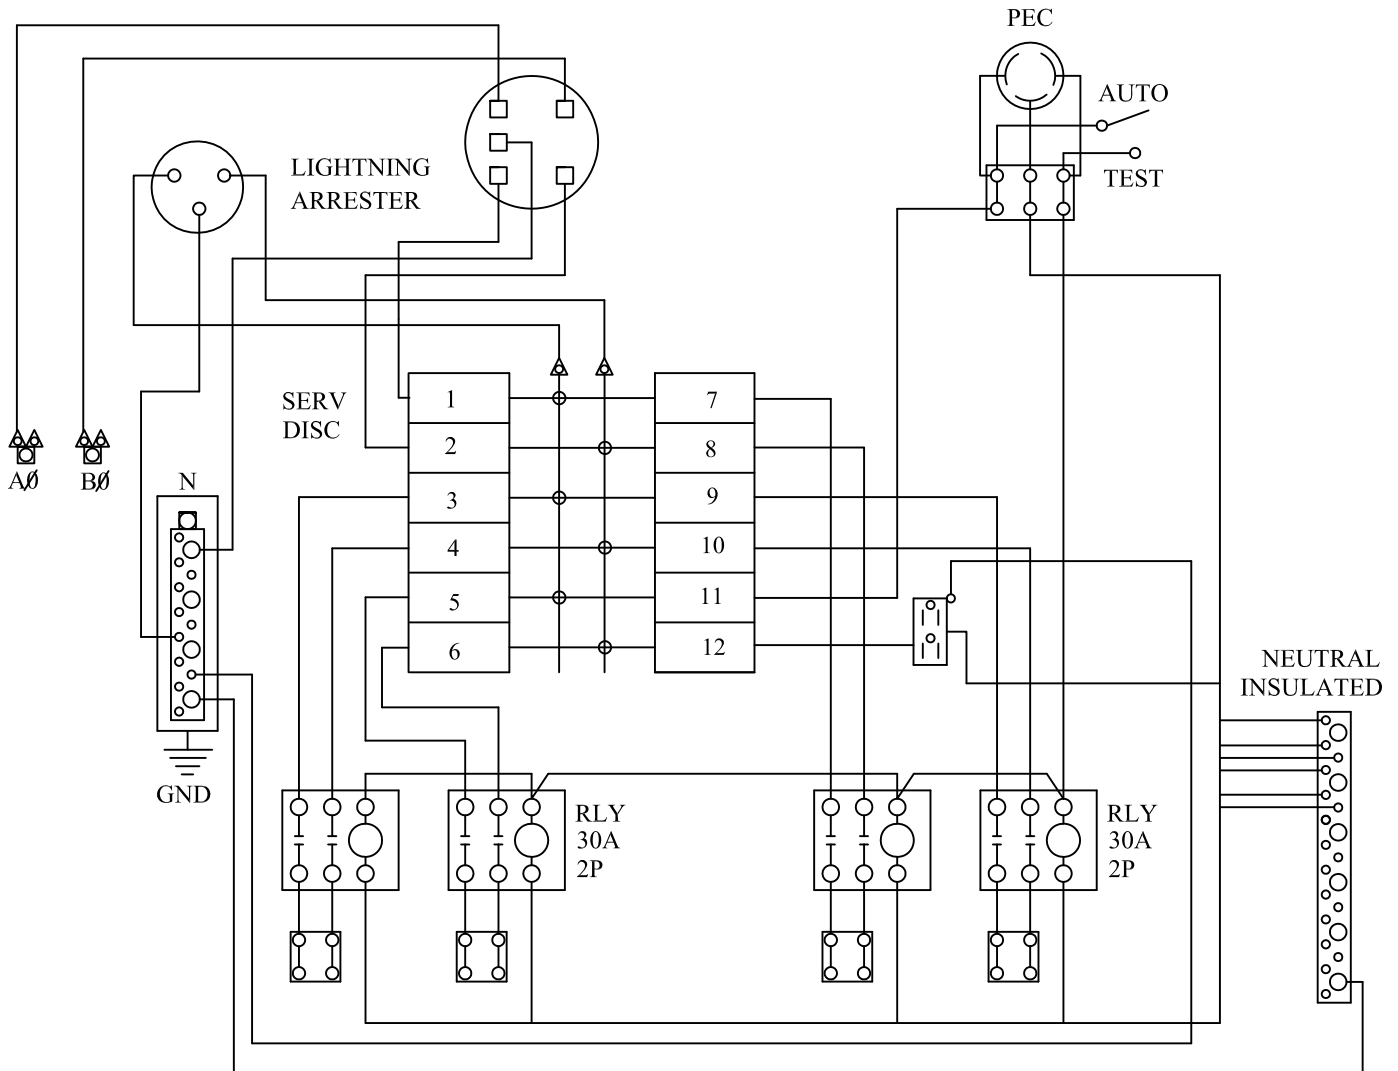 PEC
AUTO
LIGHTNING
ARRESTER
TEST
SERV
DISC
1
2
3
4
5
6
7
8
9
10
11
12
AØ
BØ
N
GND
NEUTRAL
INSULATED
RLY
30A
2P
RLY
30A
2P